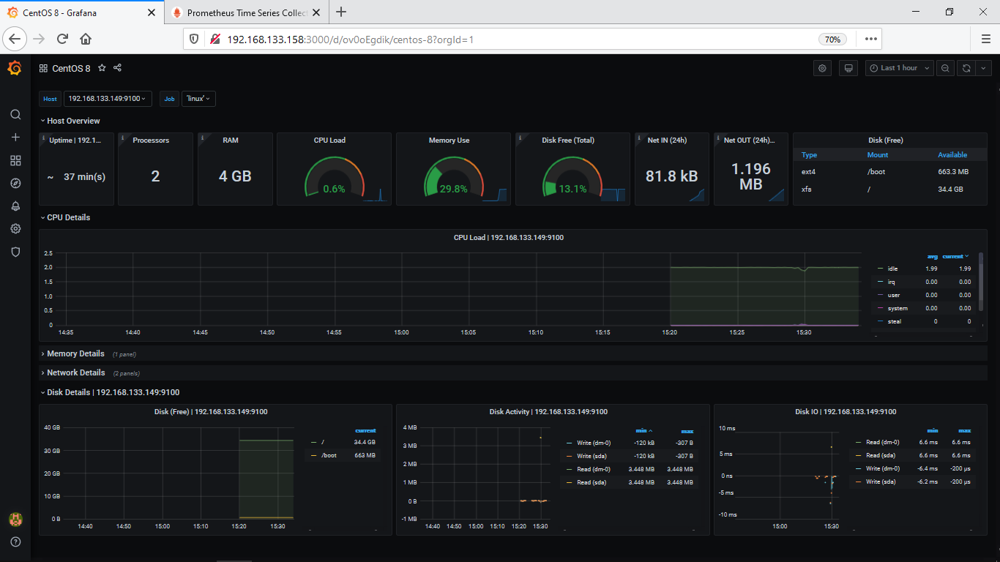 CentOS 8 - Grafana
Prometheus Time Series Collec
192.168.133.158:3000/d/ov0oEgdik/centos-8?orgId=1
70%
CentOS 8
Last 1 hour
Host 192.168.133.149:9100 Job 'linux'
Host Overview
Uptime | 192.1...
~ 37 min(s)
Processors
2
RAM
4 GB
CPU Load
0.6%
Memory Use
29.8%
Disk Free (Total)
13.1%
Net IN (24h)
81.8 kB
Net OUT (24h)...
1.196
MB
Disk (Free)
Type Mount Available
ext4 /boot 663.3 MB
xfs / 34.4 GB
CPU Details
CPU Load | 192.168.133.149:9100
2.5
2.0
1.5
1.0
0.5
0
14:35 14:40 14:45 14:50 14:55 15:00 15:05 15:10 15:15 15:20 15:25 15:30
avg current
idle 1.99 1.99
irq 0.00 0.00
user 0.00 0.00
system 0.00 0.00
steal 0 0
Memory Details (1 panel)
Network Details (2 panels)
Disk Details | 192.168.133.149:9100
Disk (Free) | 192.168.133.149:9100
40 GB
30 GB
20 GB
10 GB
0 B
14:40 14:50 15:00 15:10 15:20 15:30
current
/ 34.4 GB
/boot 663 MB
Disk Activity | 192.168.133.149:9100
4 MB
3 MB
2 MB
1 MB
0 B
-1 MB
14:40 14:50 15:00 15:10 15:20 15:30
min max
Write (dm-0) -120 kB -307 B
Write (sda) -120 kB -307 B
Read (dm-0) 3.448 MB 3.448 MB
Read (sda) 3.448 MB 3.448 MB
Disk IO | 192.168.133.149:9100
10 ms
5 ms
0 ns
-5 ms
-10 ms
15:00 15:30
min max
Read (dm-0) 6.6 ms 6.6 ms
Read (sda) 6.6 ms 6.6 ms
Write (dm-0) -6.4 ms -200 µs
Write (sda) -6.2 ms -200 µs